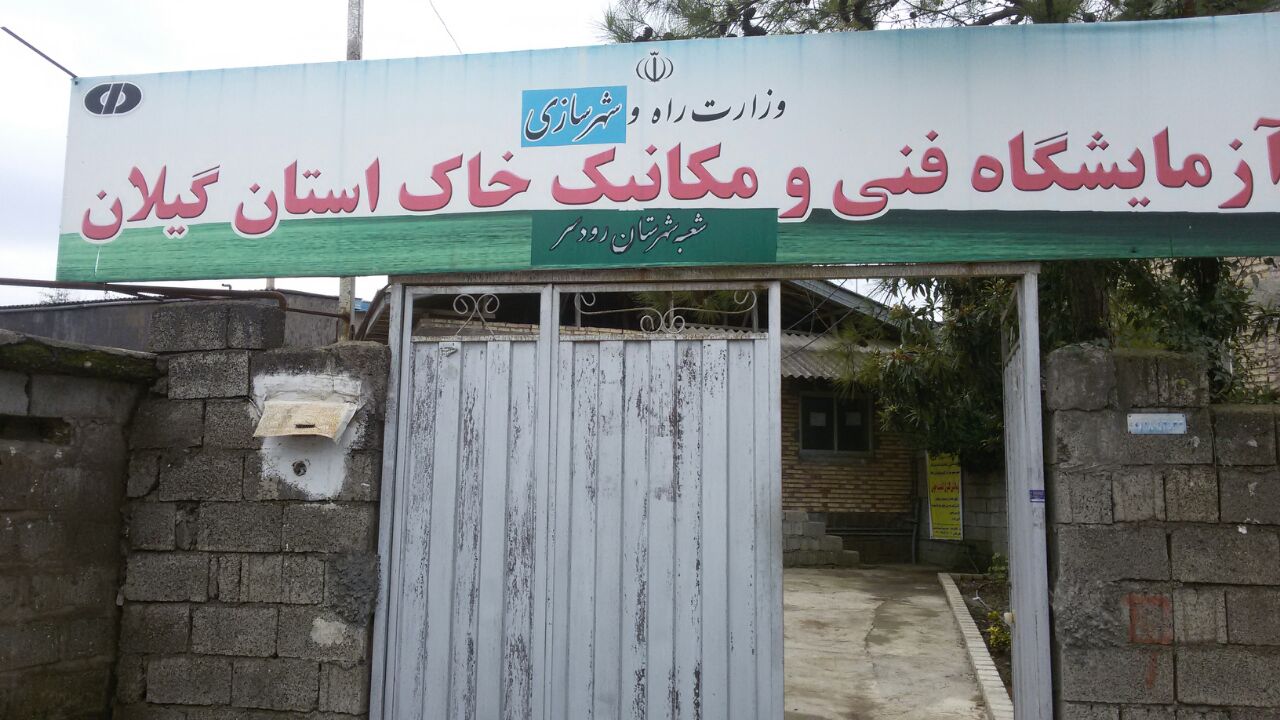 وزارت راه و شهرسازی
آزمایشگاه فنی و مکانیک خاک استان گیلان
شعبه شهرستان رودسر